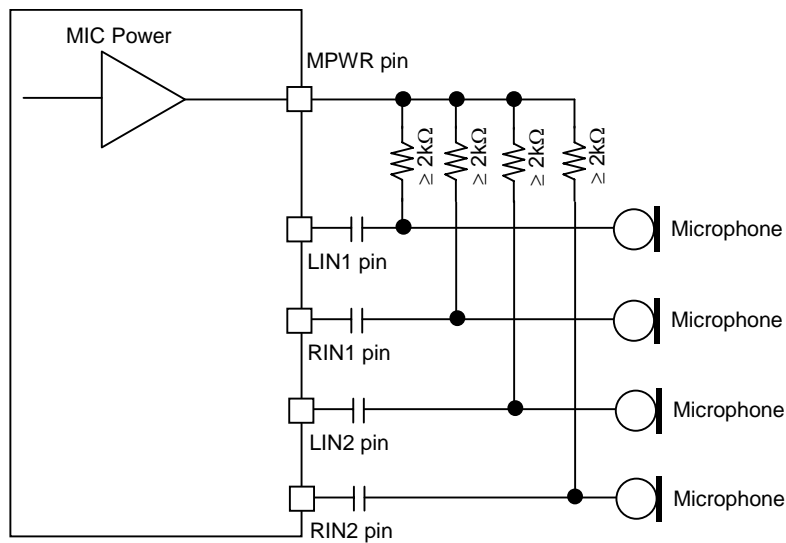 MIC Power
MPWR pin
≥ 2kΩ
≥ 2kΩ
≥ 2kΩ
≥ 2kΩ
Microphone
LIN1 pin
Microphone
RIN1 pin
Microphone
LIN2 pin
Microphone
RIN2 pin